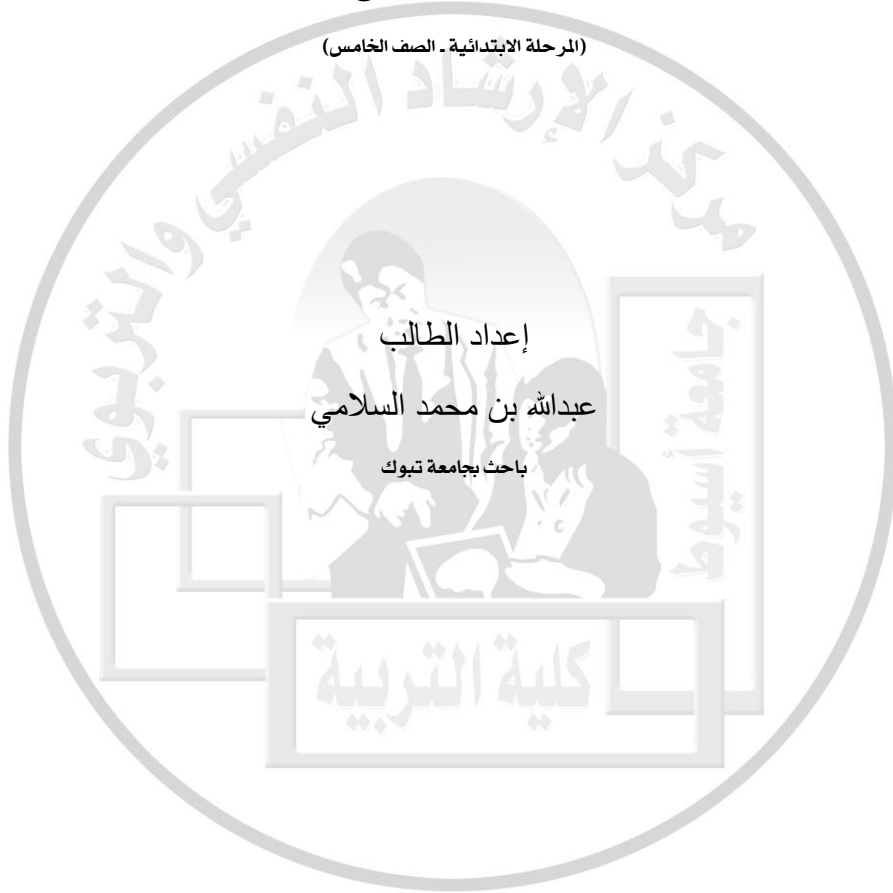 (المرحلة الابتدائية ـ الصف الخامس)
مركز الإرشاد النفسي والتربوي
إعداد الطالب
جامعة أسيوط
عبدالله بن محمد السلامي
باحث بجامعة تبوك
كلية التربية